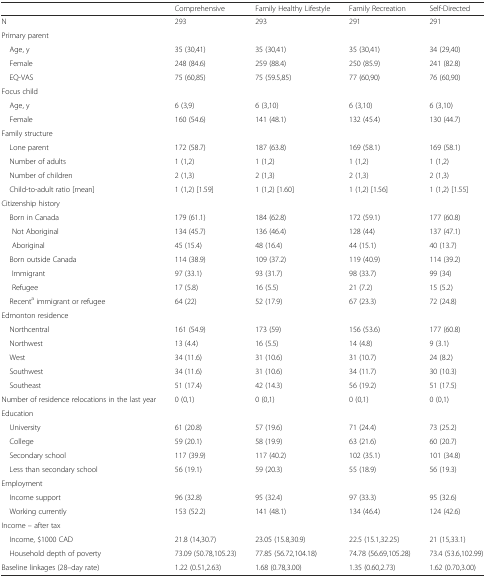 Comprehensive Family Healthy Lifestyle Family Recreation Self-Directed
N 293 293 291 291
Primary parent
Age, y 35 (30,41) 35 (30,41) 35 (30,41) 34 (29,40)
Female 248 (84.6) 259 (88.4) 250 (85.9) 241 (82.8)
EQ-VAS 75 (60,85) 75 (59.5,85) 77 (60,90) 76 (60,90)
Focus child
Age, y 6 (3,9) 6 (3,10) 6 (3,10) 6 (3,10)
Female 160 (54.6) 141 (48.1) 132 (45.4) 130 (44.7)
Family structure
Lone parent 172 (58.7) 187 (63.8) 169 (58.1) 169 (58.1)
Number of adults 1 (1,2) 1 (1,2) 1 (1,2) 1 (1,2)
Number of children 2 (1,3) 2 (1,3) 2 (1,3) 2 (1,3)
Child-to-adult ratio [mean] 1 (1,2) [1.59] 1 (1,2) [1.60] 1 (1,2) [1.56] 1 (1,2) [1.55]
Citizenship history
Born in Canada 179 (61.1) 184 (62.8) 172 (59.1) 177 (60.8)
Not Aboriginal 134 (45.7) 136 (46.4) 128 (44) 137 (47.1)
Aboriginal 45 (15.4) 48 (16.4) 44 (15.1) 40 (13.7)
Born outside Canada 114 (38.9) 109 (37.2) 119 (40.9) 114 (39.2)
Immigrant 97 (33.1) 93 (31.7) 98 (33.7) 99 (34)
Refugee 17 (5.8) 16 (5.5) 21 (7.2) 15 (5.2)
Recentᵃ immigrant or refugee 64 (22) 52 (17.9) 67 (23.3) 72 (24.8)
Edmonton residence
Northcentral 161 (54.9) 173 (59) 156 (53.6) 177 (60.8)
Northwest 13 (4.4) 16 (5.5) 14 (4.8) 9 (3.1)
West 34 (11.6) 31 (10.6) 31 (10.7) 24 (8.2)
Southwest 34 (11.6) 31 (10.6) 34 (11.7) 30 (10.3)
Southeast 51 (17.4) 42 (14.3) 56 (19.2) 51 (17.5)
Number of residence relocations in the last year 0 (0,1) 0 (0,1) 0 (0,1) 0 (0,1)
Education
University 61 (20.8) 57 (19.6) 71 (24.4) 73 (25.2)
College 59 (20.1) 58 (19.9) 63 (21.6) 60 (20.7)
Secondary school 117 (39.9) 117 (40.2) 102 (35.1) 101 (34.8)
Less than secondary school 56 (19.1) 59 (20.3) 55 (18.9) 56 (19.3)
Employment
Income support 96 (32.8) 95 (32.4) 97 (33.3) 95 (32.6)
Working currently 153 (52.2) 141 (48.1) 134 (46.4) 124 (42.6)
Income – after tax
Income, $1000 CAD 21.8 (14,30.7) 23.05 (15.8,30.9) 22.5 (15.1,32.25) 21 (15,33.1)
Household depth of poverty 73.09 (50.78,105.23) 77.85 (56.72,104.18) 74.78 (56.69,105.28) 73.4 (53.6,102.99)
Baseline linkages (28–day rate) 1.22 (0.51,2.63) 1.68 (0.78,3.00) 1.35 (0.60,2.73) 1.62 (0.70,3.00)